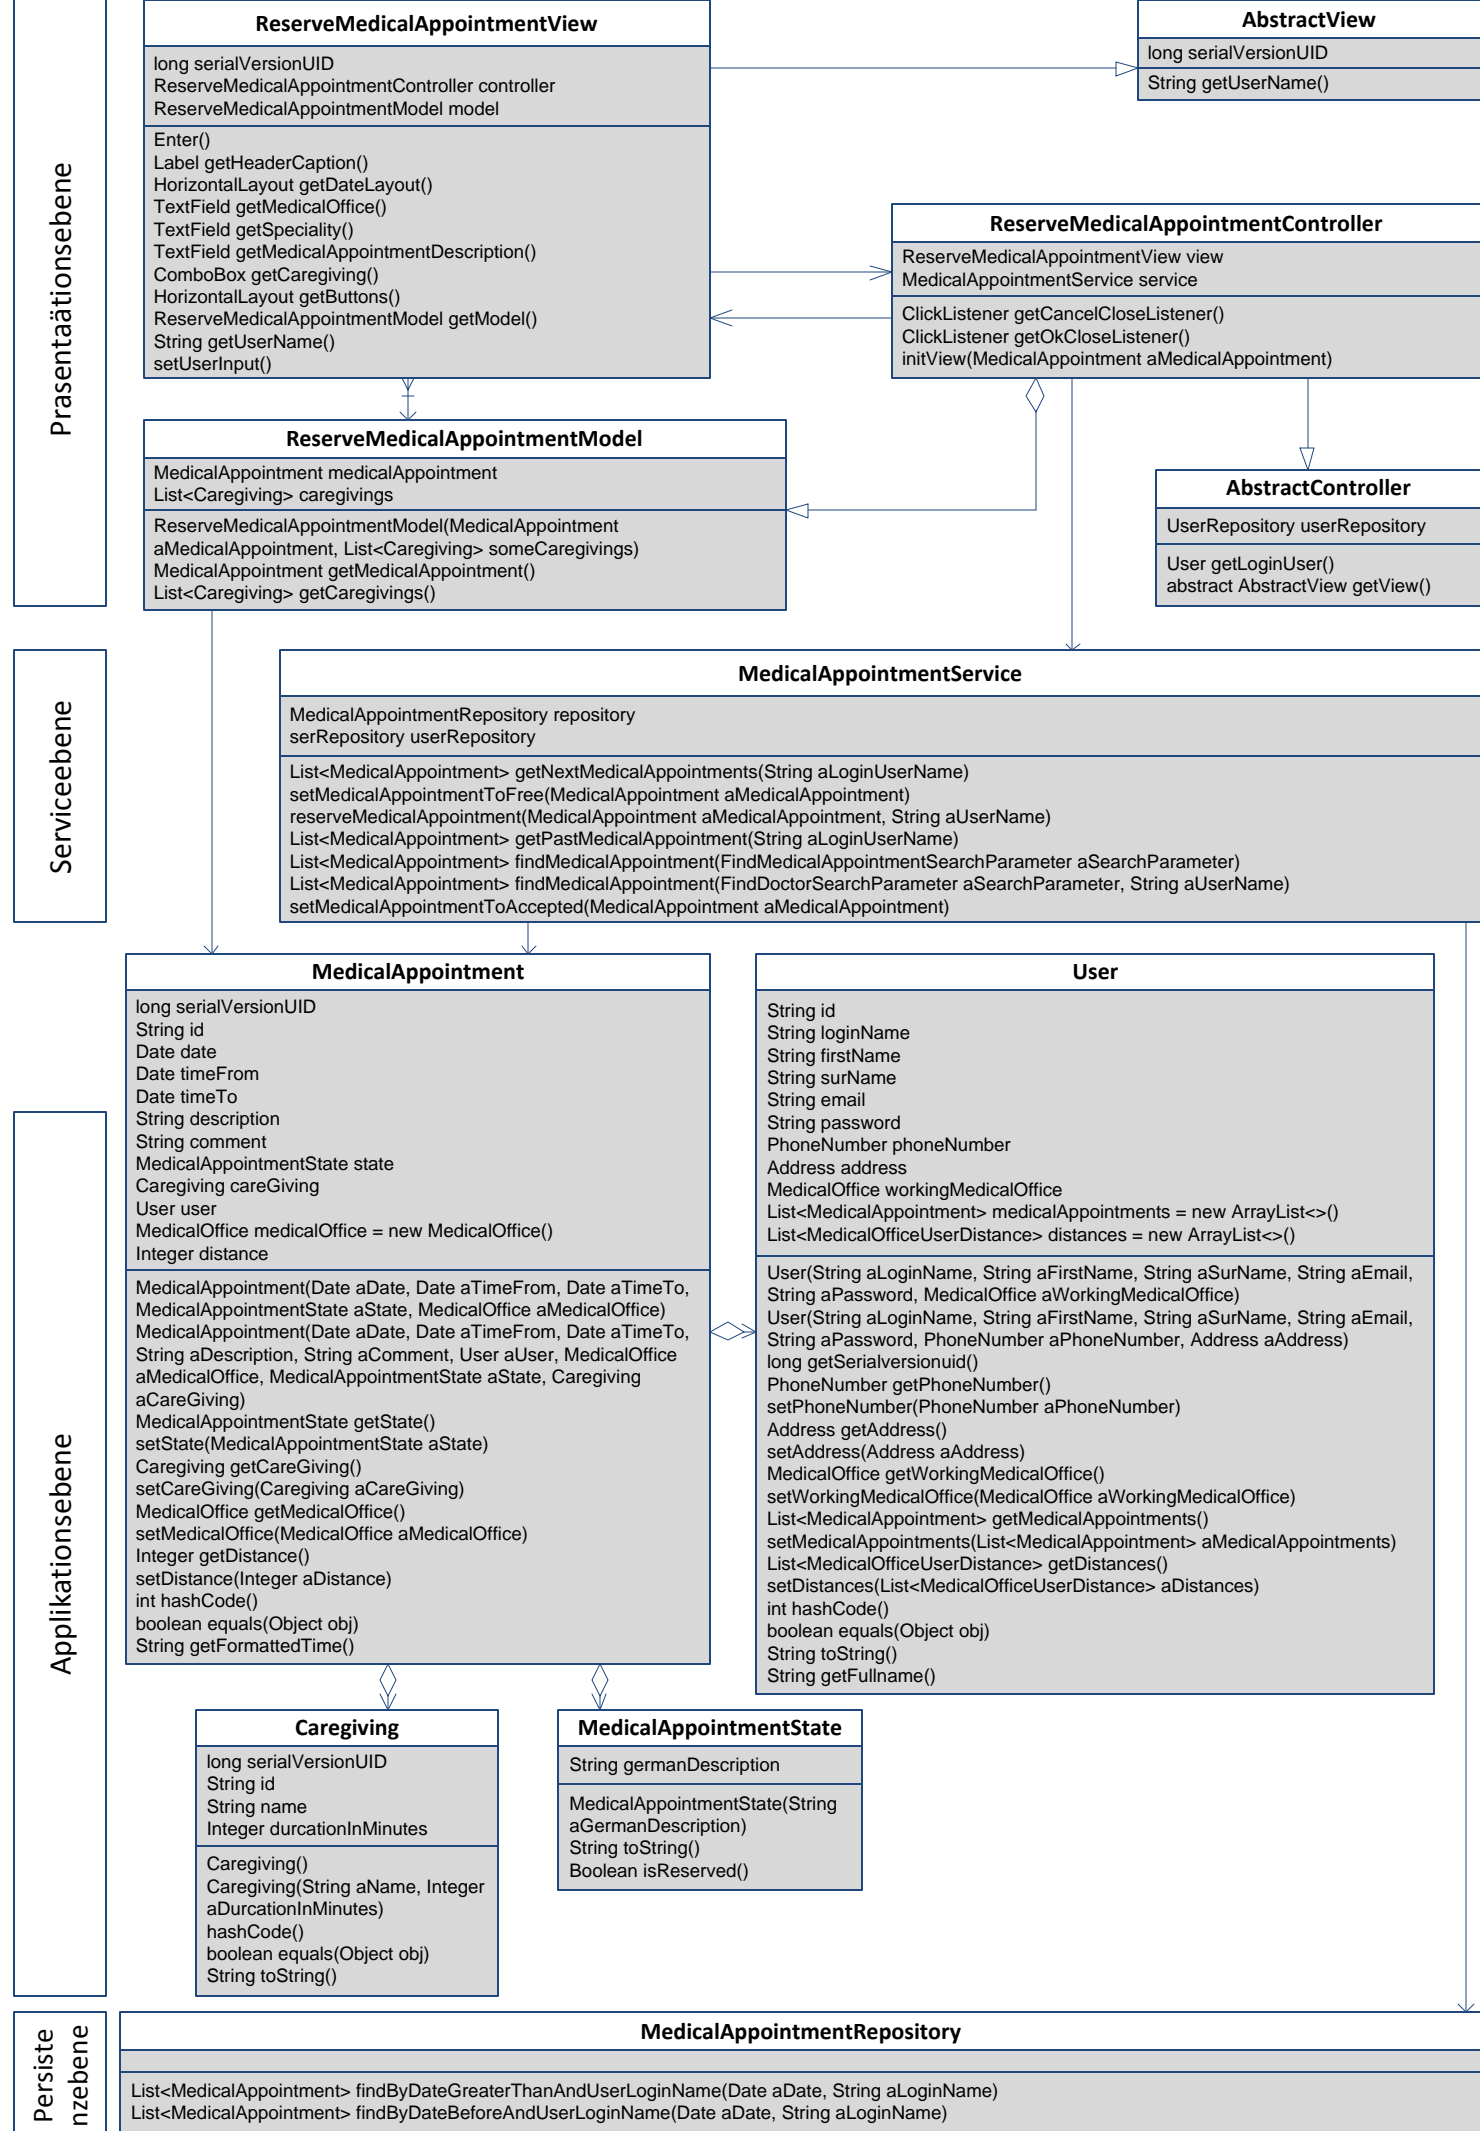 Prasentaätionsebene
ReserveMedicalAppointmentView
long serialVersionUID
ReserveMedicalAppointmentController controller
ReserveMedicalAppointmentModel model
Enter()
Label getHeaderCaption()
HorizontalLayout getDateLayout()
TextField getMedicalOffice()
TextField getSpeciality()
TextField getMedicalAppointmentDescription()
ComboBox getCaregiving()
HorizontalLayout getButtons()
ReserveMedicalAppointmentModel getModel()
String getUserName()
setUserInput()
AbstractView
long serialVersionUID
String getUserName()
ReserveMedicalAppointmentController
ReserveMedicalAppointmentView view
MedicalAppointmentService service
ClickListener getCancelCloseListener()
ClickListener getOkCloseListener()
initView(MedicalAppointment aMedicalAppointment)
ReserveMedicalAppointmentModel
MedicalAppointment medicalAppointment
List<Caregiving> caregivings
ReserveMedicalAppointmentModel(MedicalAppointment
aMedicalAppointment, List<Caregiving> someCaregivings)
MedicalAppointment getMedicalAppointment()
List<Caregiving> getCaregivings()
AbstractController
UserRepository userRepository
User getLoginUser()
abstract AbstractView getView()
Serviceebene
MedicalAppointmentService
MedicalAppointmentRepository repository
serRepository userRepository
List<MedicalAppointment> getNextMedicalAppointments(String aLoginUserName)
setMedicalAppointmentToFree(MedicalAppointment aMedicalAppointment)
reserveMedicalAppointment(MedicalAppointment aMedicalAppointment, String aUserName)
List<MedicalAppointment> getPastMedicalAppointment(String aLoginUserName)
List<MedicalAppointment> findMedicalAppointment(FindMedicalAppointmentSearchParameter aSearchParameter)
List<MedicalAppointment> findMedicalAppointment(FindDoctorSearchParameter aSearchParameter, String aUserName)
setMedicalAppointmentToAccepted(MedicalAppointment aMedicalAppointment)
Applikationsebene
MedicalAppointment
long serialVersionUID
String id
Date date
Date timeFrom
Date timeTo
String description
String comment
MedicalAppointmentState state
Caregiving careGiving
User user
MedicalOffice medicalOffice = new MedicalOffice()
Integer distance
MedicalAppointment(Date aDate, Date aTimeFrom, Date aTimeTo,
MedicalAppointmentState aState, MedicalOffice aMedicalOffice)
MedicalAppointment(Date aDate, Date aTimeFrom, Date aTimeTo,
String aDescription, String aComment, User aUser, MedicalOffice
aMedicalOffice, MedicalAppointmentState aState, Caregiving
aCareGiving)
MedicalAppointmentState getState()
setState(MedicalAppointmentState aState)
Caregiving getCareGiving()
setCareGiving(Caregiving aCareGiving)
MedicalOffice getMedicalOffice()
setMedicalOffice(MedicalOffice aMedicalOffice)
Integer getDistance()
setDistance(Integer aDistance)
int hashCode()
boolean equals(Object obj)
String getFormattedTime()
User
String id
String loginName
String firstName
String surName
String email
String password
PhoneNumber phoneNumber
Address address
MedicalOffice workingMedicalOffice
List<MedicalAppointment> medicalAppointments = new ArrayList<>()
List<MedicalOfficeUserDistance> distances = new ArrayList<>()
User(String aLoginName, String aFirstName, String aSurName, String aEmail,
String aPassword, MedicalOffice aWorkingMedicalOffice)
User(String aLoginName, String aFirstName, String aSurName, String aEmail,
String aPassword, PhoneNumber aPhoneNumber, Address aAddress)
long getSerialversionuid()
PhoneNumber getPhoneNumber()
setPhoneNumber(PhoneNumber aPhoneNumber)
Address getAddress()
setAddress(Address aAddress)
MedicalOffice getWorkingMedicalOffice()
setWorkingMedicalOffice(MedicalOffice aWorkingMedicalOffice)
List<MedicalAppointment> getMedicalAppointments()
setMedicalAppointments(List<MedicalAppointment> aMedicalAppointments)
List<MedicalOfficeUserDistance> getDistances()
setDistances(List<MedicalOfficeUserDistance> aDistances)
int hashCode()
boolean equals(Object obj)
String toString()
String getFullname()
Caregiving
long serialVersionUID
String id
String name
Integer durcationInMinutes
Caregiving()
Caregiving(String aName, Integer
aDurcationInMinutes)
hashCode()
boolean equals(Object obj)
String toString()
MedicalAppointmentState
String germanDescription
MedicalAppointmentState(String
aGermanDescription)
String toString()
Boolean isReserved()
Persiste
nzebene
MedicalAppointmentRepository
List<MedicalAppointment> findByDateGreaterThanAndUserLoginName(Date aDate, String aLoginName)
List<MedicalAppointment> findByDateBeforeAndUserLoginName(Date aDate, String aLoginName)